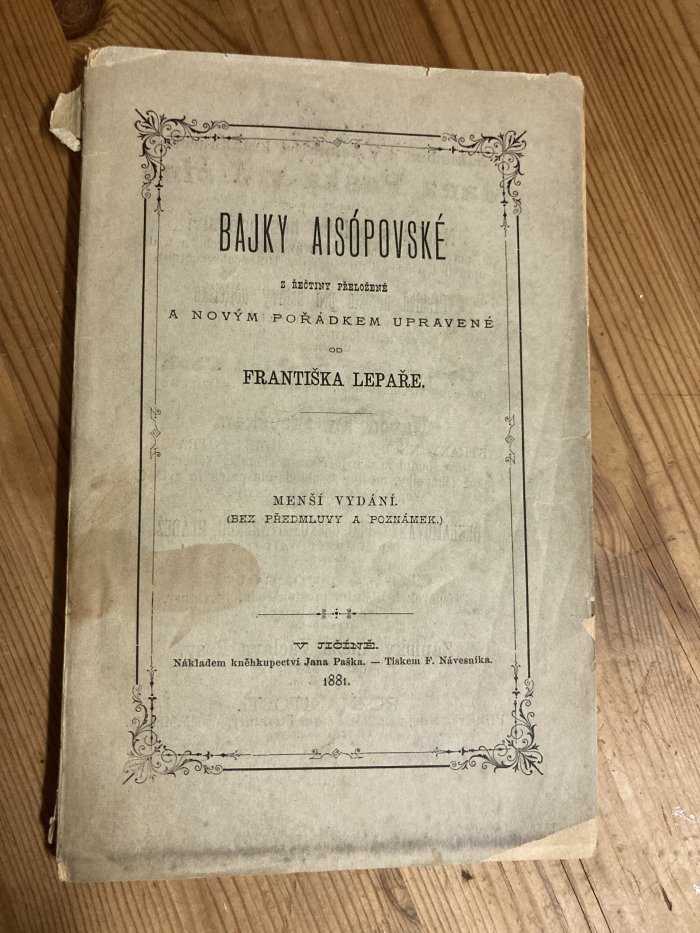 BAJKY AISÓPOVSKÉ
Z ŘEČTINY PŘELOŽENÉ
A NOVÝM POŘÁDKEM UPRAVENÉ
OD
FRANTIŠKA LEPAŘE.
MENŠÍ VYDÁNÍ.
(BEZ PŘEDMLUVY A POZNÁMEK.)
V JIČÍNĚ.
Nákladem kněhkupectví Jana Paška. — Tiskem F. Návesníka.
1881.